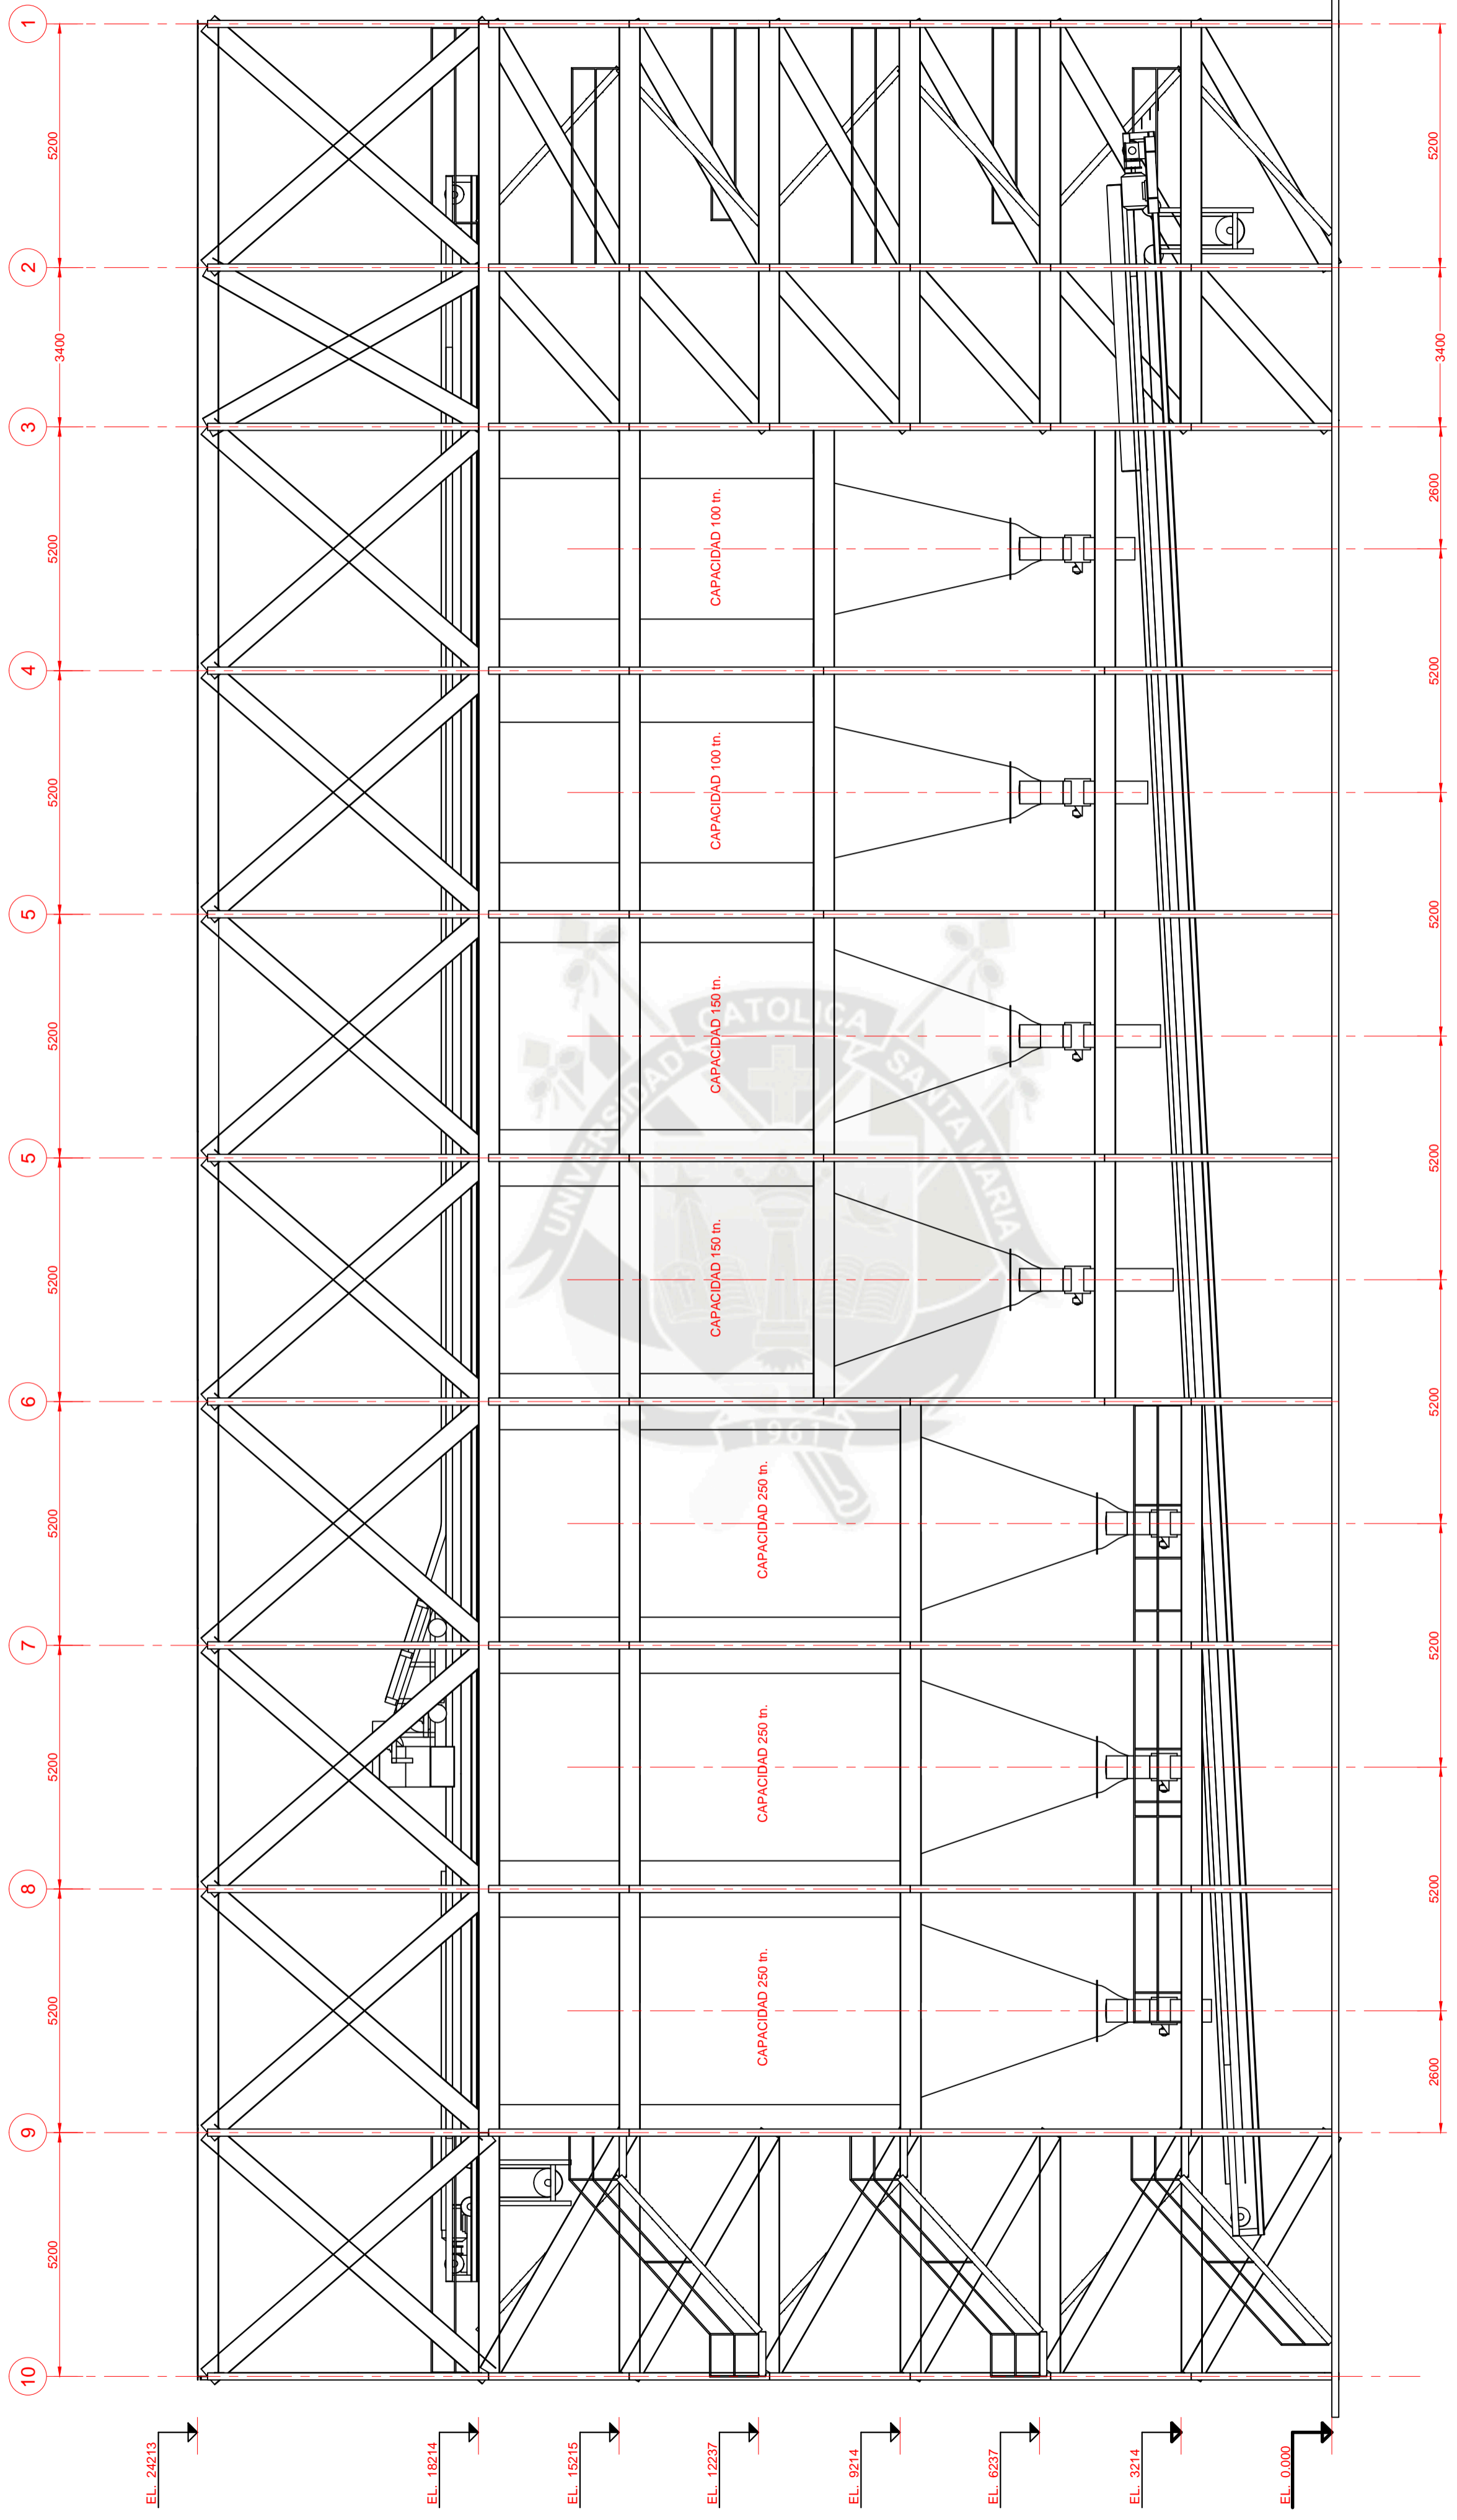 10 9 8 7 6 5 5 4 3 2 1
5200 5200 5200 5200 5200 5200 5200 5200 3400 5200
EL. 24213
EL. 18214
EL. 15215
CAPACIDAD 150 tn. CAPACIDAD 150 tn. CAPACIDAD 100 tn. CAPACIDAD 100 tn.
EL. 12237
CAPACIDAD 250 tn. CAPACIDAD 250 tn. CAPACIDAD 250 tn.
EL. 9214
EL. 6237
EL. 3214
EL. 0.000
2600 5200 5200 5200 5200 5200 5200 2600 3400 5200
UNIVERSIDAD CATOLICA SANTA MARIA
1961